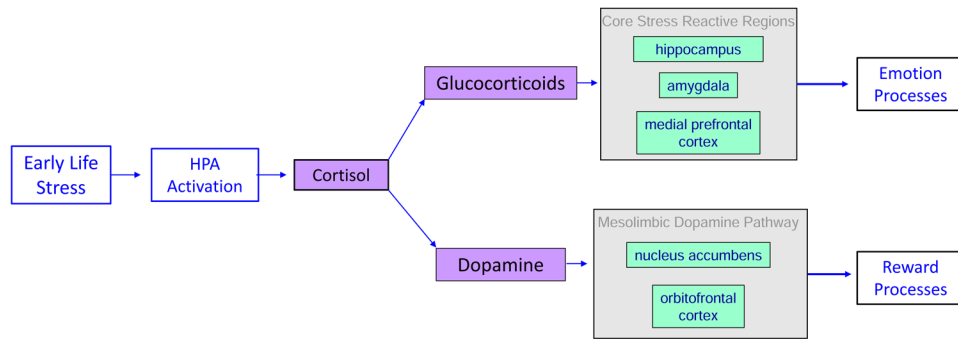 Early Life
Stress
HPA
Activation
Cortisol
Glucocorticoids
Core Stress Reactive Regions
hippocampus
amygdala
medial prefrontal
cortex
Emotion
Processes
Dopamine
Mesolimbic Dopamine Pathway
nucleus accumbens
orbitofrontal
cortex
Reward
Processes